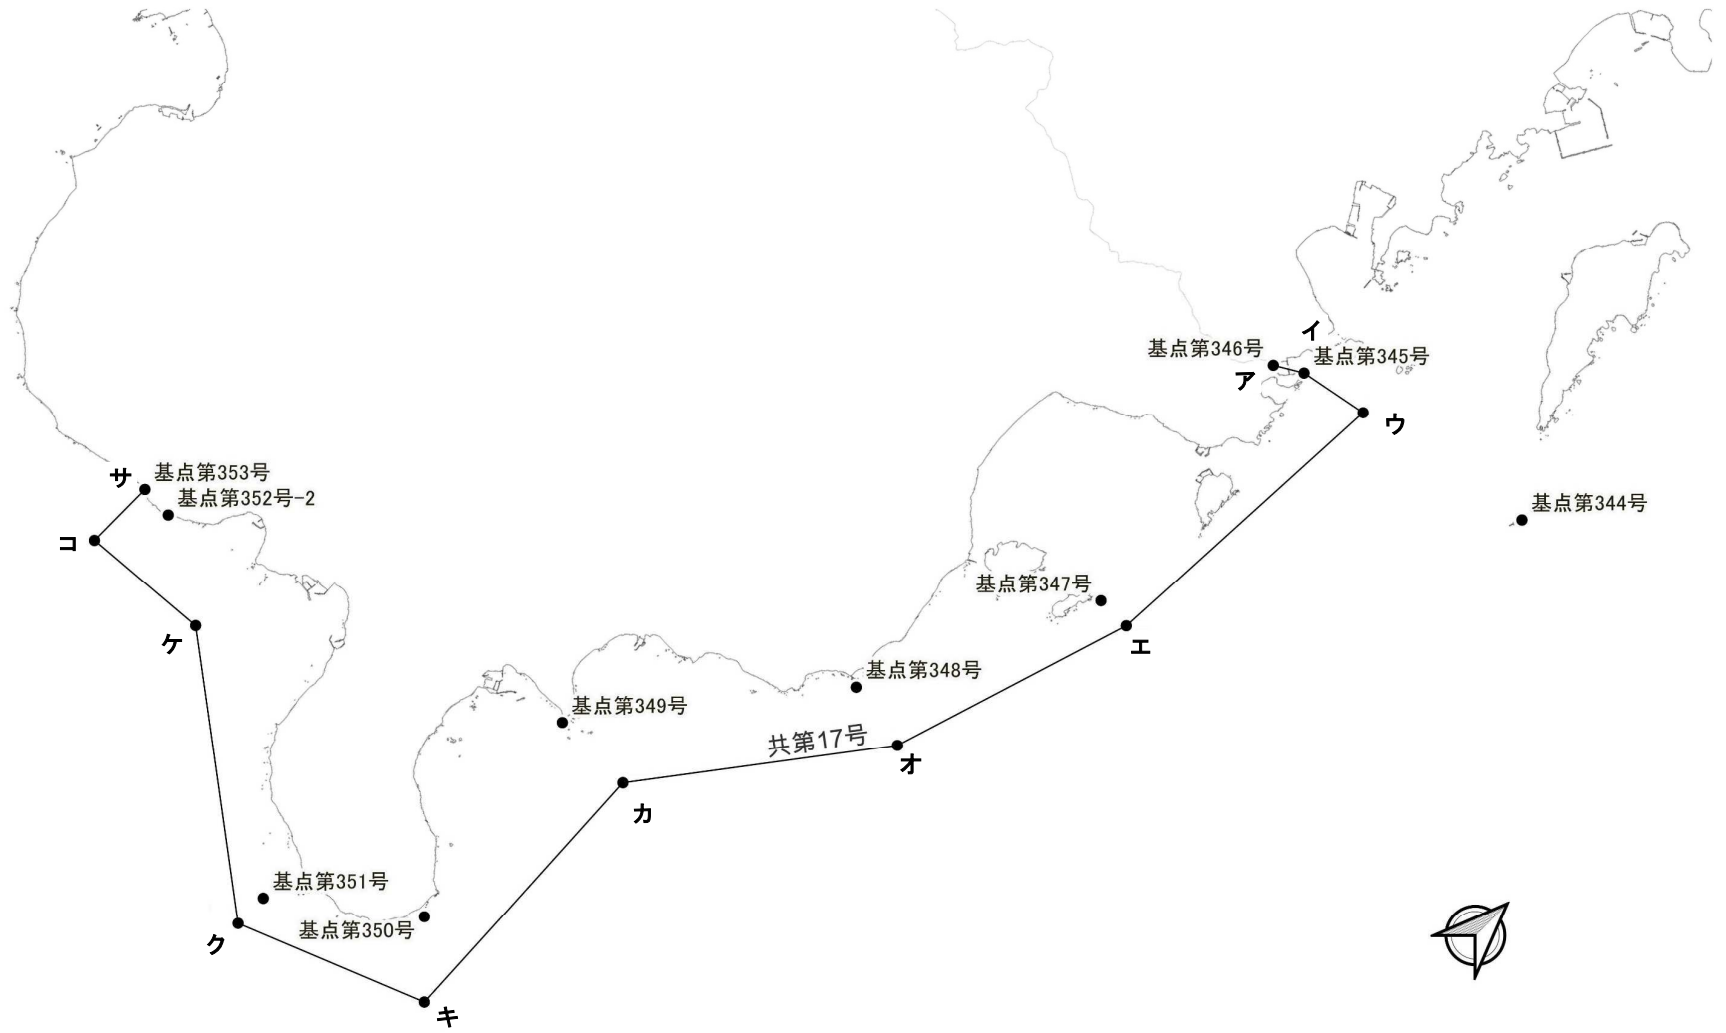 イ
基点第346号
基点第345号
ア
ウ
サ
基点第353号
基点第352号-2
基点第344号
コ
基点第347号
ケ
エ
基点第348号
基点第349号
共第17号
オ
カ
基点第351号
基点第350号
ク
キ